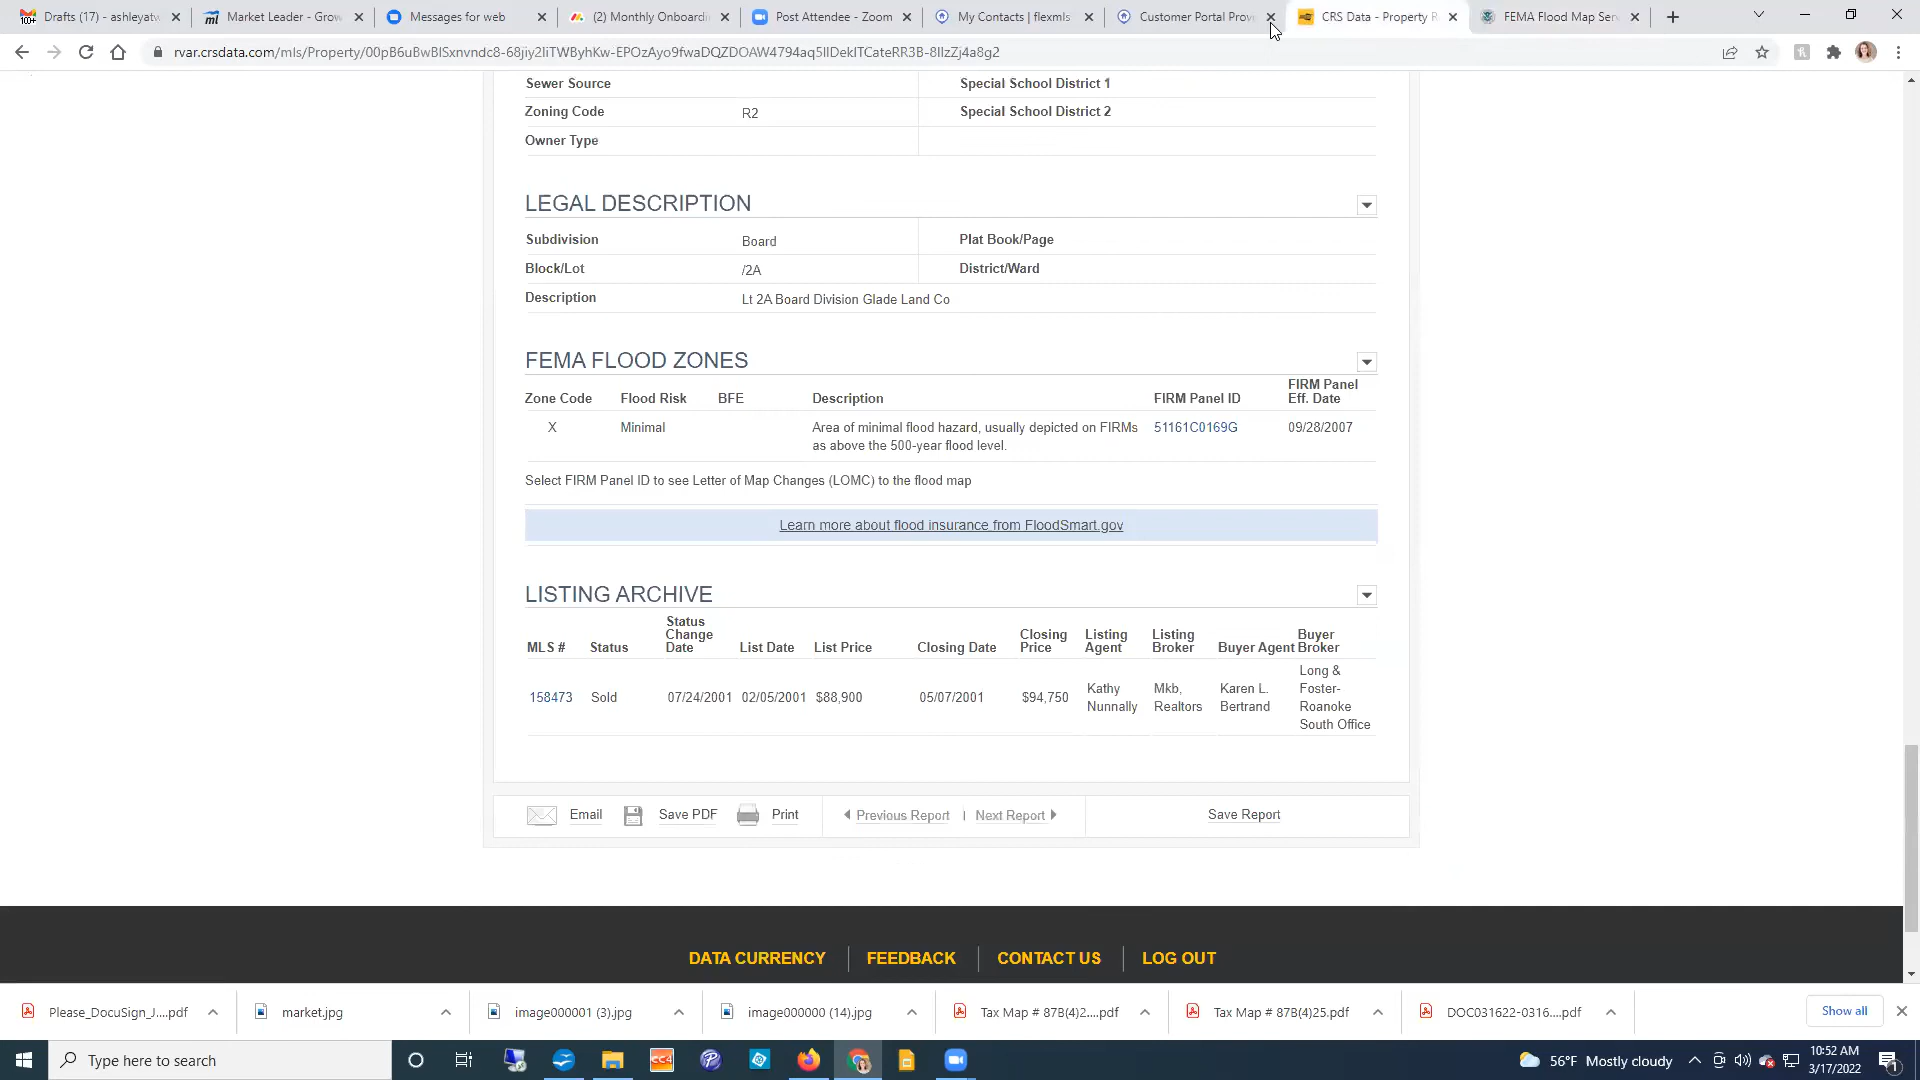 Drafts (17) - ashleyatw
Market Leader - Grow
Messages for web
(2) Monthly Onboardi
Post Attendee - Zoom
My Contacts | flexmls
Customer Portal Prov
CRS Data - Property R
FEMA Flood Map Serv
rvar.crsdata.com/mls/Property/00pB6uBwBlSxnvndc8-68jiy2IiTWByhKw-EPOzAyo9fwaDQZDOAW4794aq5IlDekITCateRR3B-8IIzZj4a8g2
Sewer Source
Special School District 1
Zoning Code R2
Special School District 2
Owner Type
LEGAL DESCRIPTION
Subdivision Board Plat Book/Page
Block/Lot /2A District/Ward
Description Lt 2A Board Division Glade Land Co
FEMA FLOOD ZONES
Zone Code Flood Risk BFE Description FIRM Panel ID FIRM Panel
Eff. Date
X Minimal Area of minimal flood hazard, usually depicted on FIRMs 51161C0169G 09/28/2007
as above the 500-year flood level.
Select FIRM Panel ID to see Letter of Map Changes (LOMC) to the flood map
Learn more about flood insurance from FloodSmart.gov
LISTING ARCHIVE
MLS # Status Status
Change
Date List Date List Price Closing Date Closing
Price Listing
Agent Listing
Broker Buyer Agent Buyer
Broker
158473 Sold 07/24/2001 02/05/2001 $88,900 05/07/2001 $94,750 Kathy
Nunnally Mkb,
Realtors Karen L.
Bertrand Long &
Foster-
Roanoke
South Office
Email Save PDF Print Previous Report | Next Report Save Report
DATA CURRENCY FEEDBACK CONTACT US LOG OUT
Please_DocuSign_J....pdf
market.jpg
image000001 (3).jpg
image000000 (14).jpg
Tax Map # 87B(4)2....pdf
Tax Map # 87B(4)25.pdf
DOC031622-0316....pdf
Show all
Type here to search
56°F Mostly cloudy
10:52 AM
3/17/2022